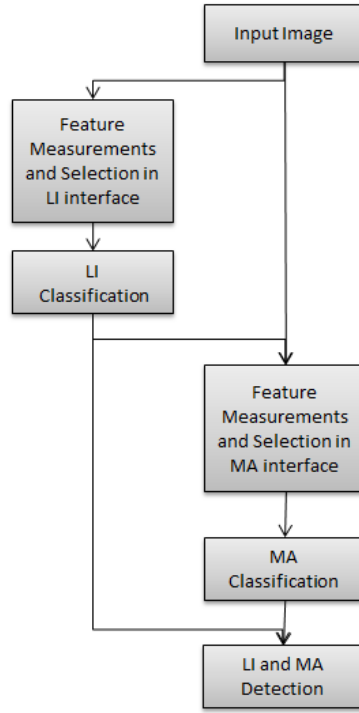 Input Image
Feature
Measurements
and Selection in
LI interface
LI
Classification
Feature
Measurements
and Selection in
MA interface
MA
Classification
LI and MA
Detection